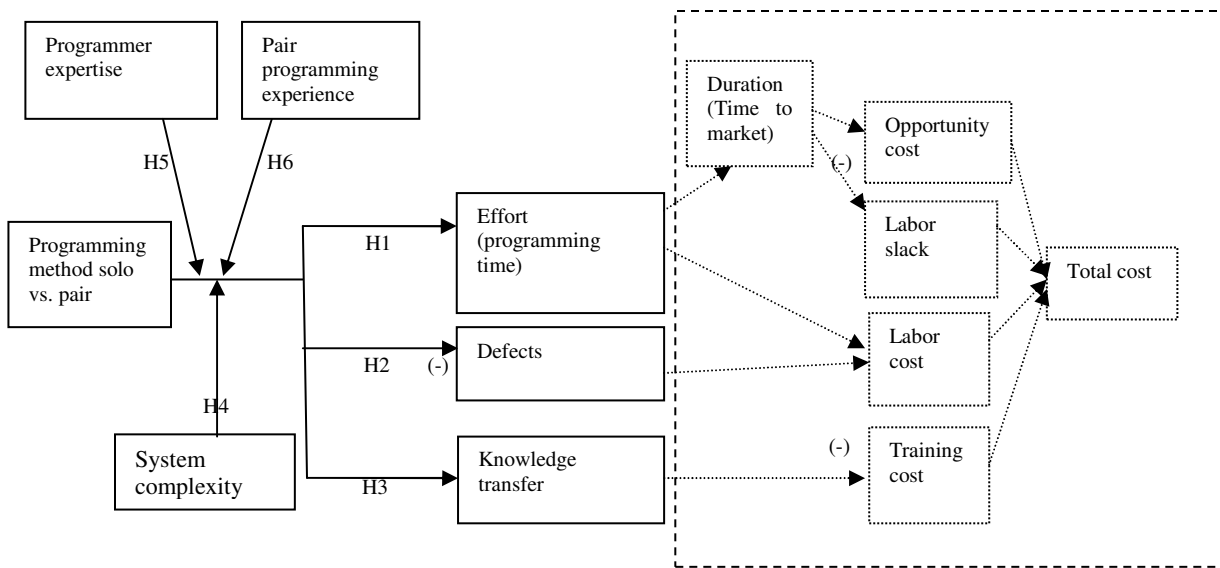 Programmer
expertise
Pair
programming
experience
Duration
(Time to
market)
Opportunity
cost
H5
H6
(-)
Programming
method solo
vs. pair
H1
Effort
(programming
time)
Labor
slack
Total cost
H2
(-)
Defects
Labor
cost
H4
System
complexity
H3
Knowledge
transfer
(-)
Training
cost